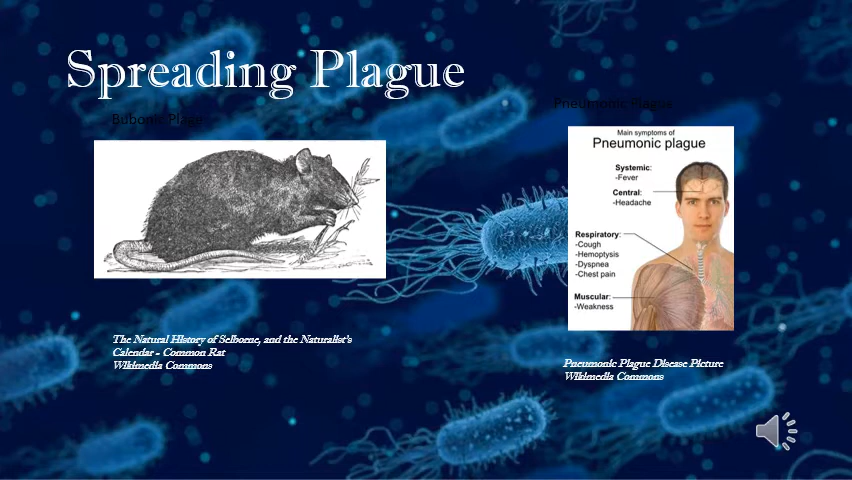 Spreading Plague
Bubonic Plage
The Natural History of Selborne, and the Naturalist's
Calendar - Common Rat
Wikimedia Commons
Pneumonic Plague
Main symptoms of
Pneumonic plague
Systemic:
-Fever
Central:
-Headache
Respiratory:
-Cough
-Hemoptysis
-Dyspnea
-Chest pain
Muscular:
-Weakness
Pneumonic Plague Disease Picture
Wikimedia Commons